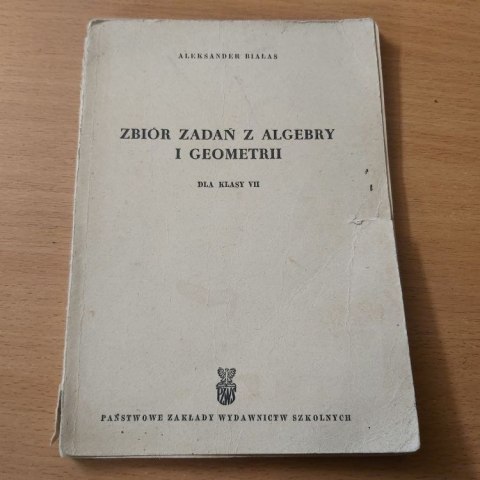 ALEKSANDER BIAŁAS
ZBIÓR ZADAŃ Z ALGEBRY
I GEOMETRII
DLA KLASY VII
PZWS
PAŃSTWOWE ZAKŁADY WYDAWNICTW SZKOLNYCH